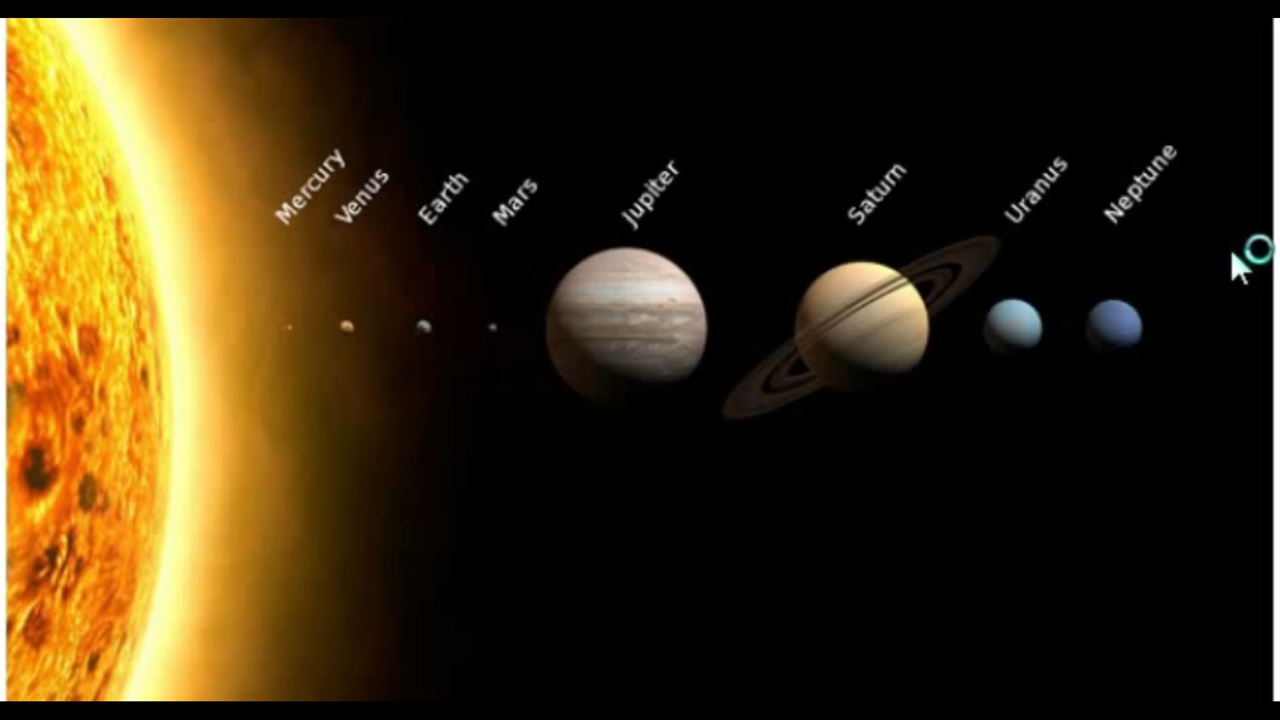 Mercury
Venus
Earth
Mars
Jupiter
Saturn
Uranus
Neptune